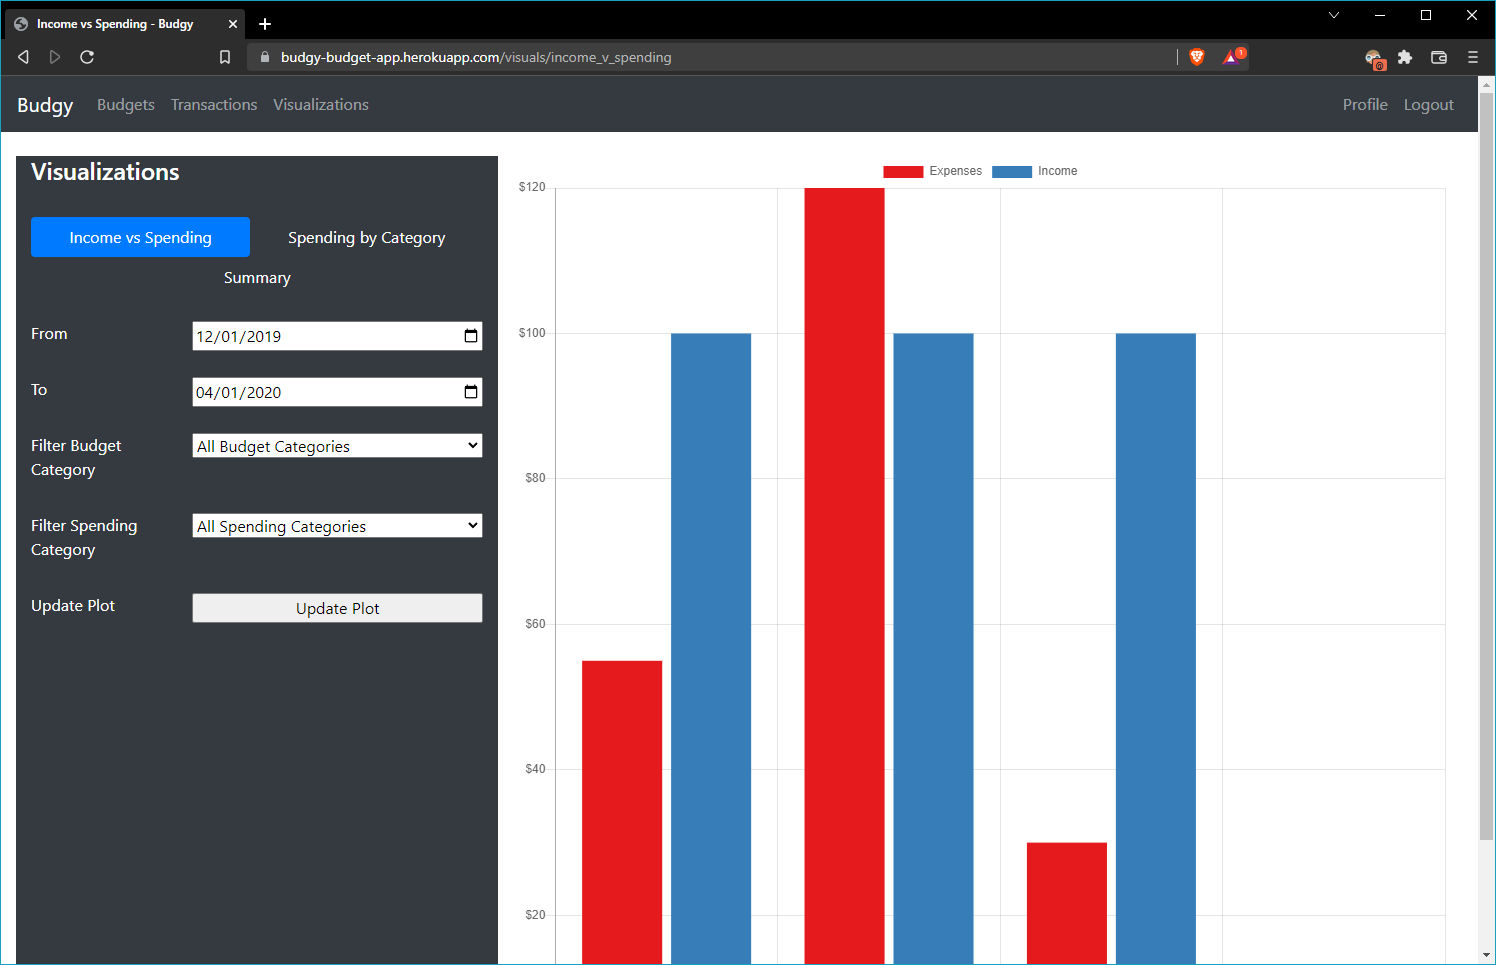 Income vs Spending - Budgy
budgy-budget-app.herokuapp.com/visuals/income_v_spending
1
Budgy Budgets Transactions Visualizations Profile Logout
Visualizations
Income vs Spending Spending by Category
Summary
From 12/01/2019
To 04/01/2020
Filter Budget Category All Budget Categories
Filter Spending Category All Spending Categories
Update Plot Update Plot
Expenses Income
$120
$100
$80
$60
$40
$20